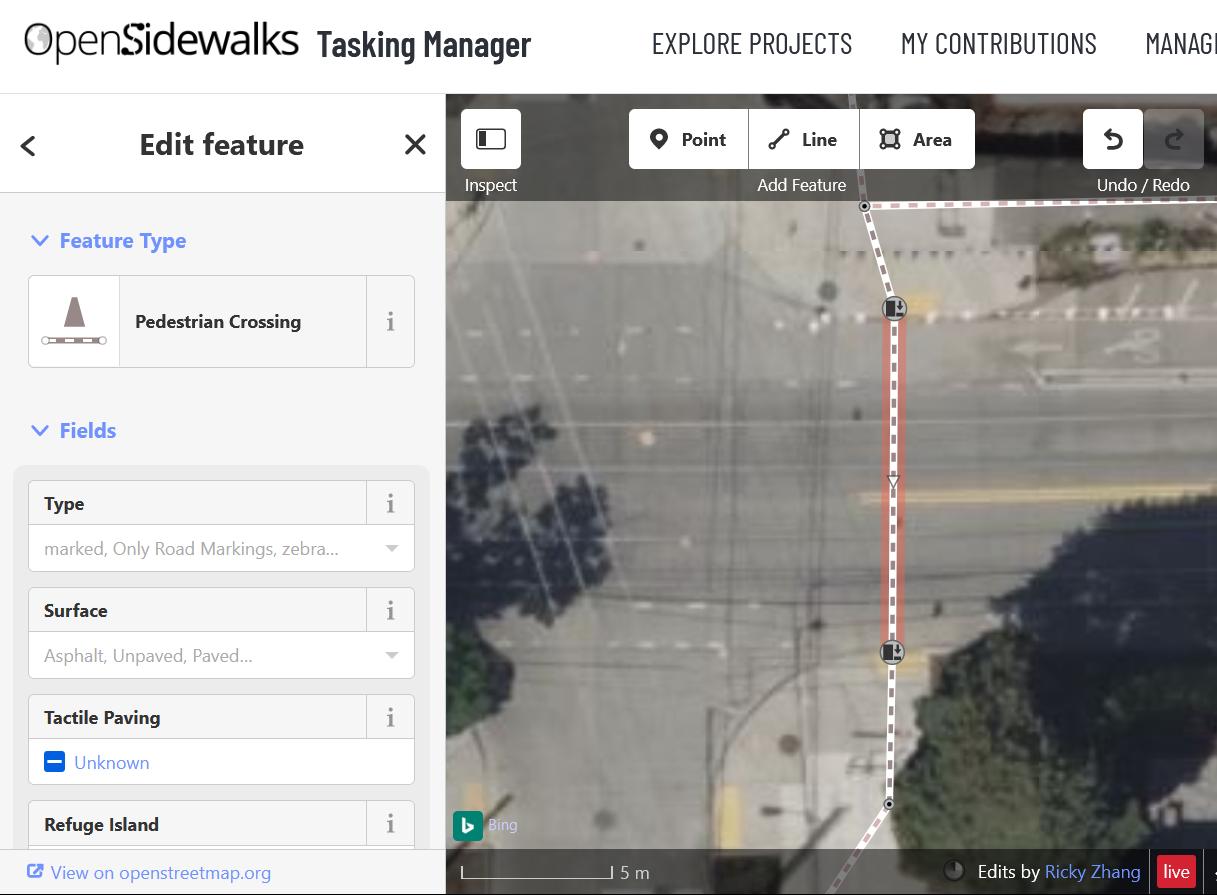 OpenSidewalks Tasking Manager EXPLORE PROJECTS MY CONTRIBUTIONS MANAG
Edit feature
Point Line Area
Inspect Add Feature Undo / Redo
Feature Type
Pedestrian Crossing i
Fields
Type i
marked, Only Road Markings, zebra...
Surface i
Asphalt, Unpaved, Paved...
Tactile Paving i
Unknown
Refuge Island i
b Bing
View on openstreetmap.org
5 m
Edits by Ricky Zhang live